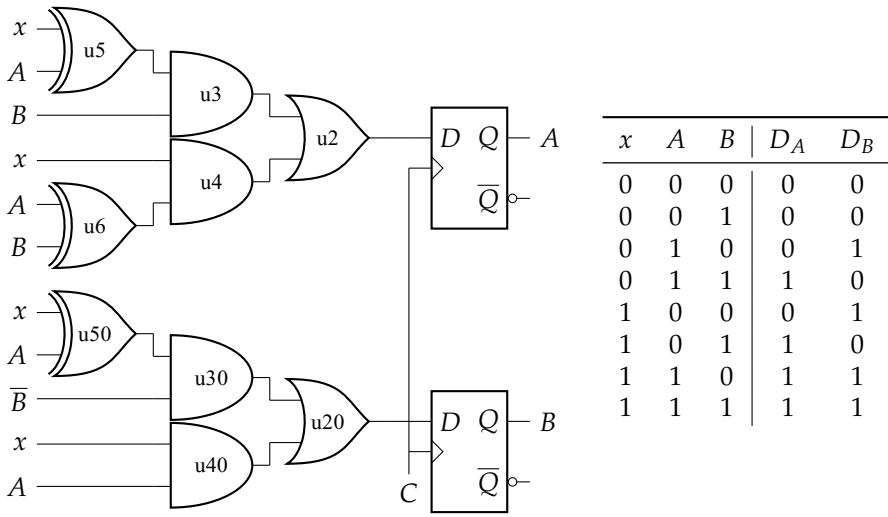 x
A
u5
B
u3
x
u4
A
B
u6
u2
D Q A
Q̅
x
A
u50
B̅
u30
x
A
u40
u20
D Q B
Q̅
C
x A B D_A D_B
0 0 0 0 0
0 0 1 0 0
0 1 0 0 1
0 1 1 1 0
1 0 0 0 1
1 0 1 1 0
1 1 0 1 1
1 1 1 1 1